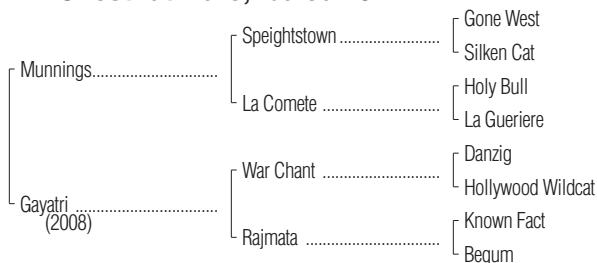 Gone West
Speightstown
Silken Cat
Munnings
Holy Bull
La Comete
La Gueriere
Danzig
War Chant
Hollywood Wildcat
Gayatri
(2008)
Known Fact
Rajmata
Begum